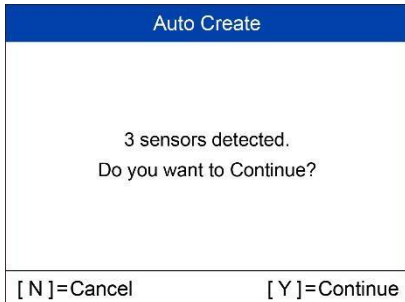 Auto Create
3 sensors detected.
Do you want to Continue?
[ N ]=Cancel [ Y ]=Continue